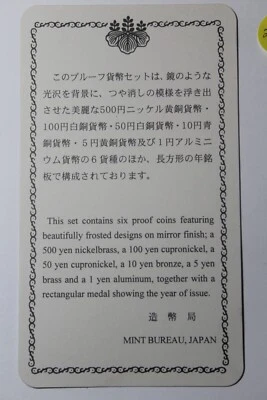 このプルーフ貨幣セットは、鏡のような
光沢を背景に、つや消しの模様を浮き出
させた美麗な500円ニッケル黄銅貨幣・
100円白銅貨幣・50円白銅貨幣・10円青
銅貨幣・5円黄銅貨幣及び1円アルミニ
ウム貨幣の6貨種のほか、長方形の年銘
板で構成されております。
This set contains six proof coins featuring
beautifully frosted designs on mirror finish; a
500 yen nickelbrass, a 100 yen cupronickel, a
50 yen cupronickel, a 10 yen bronze, a 5 yen
brass and a 1 yen aluminum, together with a
rectangular medal showing the year of issue.
造幣局
MINT BUREAU, JAPAN